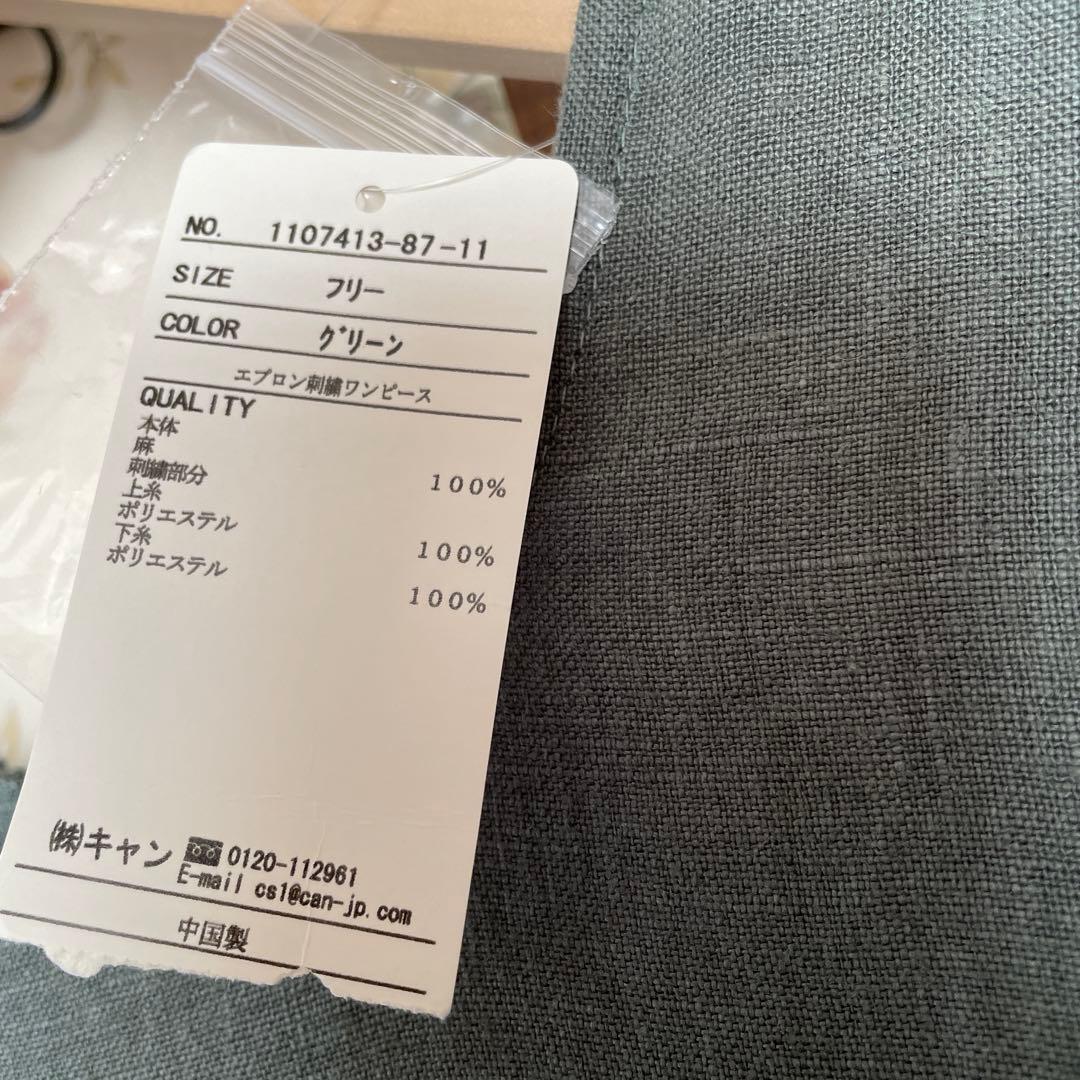 NO. 1107413-87-11
SIZE フリー
COLOR グリーン
エプロン刺繍ワンピース
QUALITY
本体
麻 100%
刺繍部分
上糸
ポリエステル 100%
下糸
ポリエステル 100%
(株)キャン 0120-112961
E-mail cs1@can-jp.com
中国製